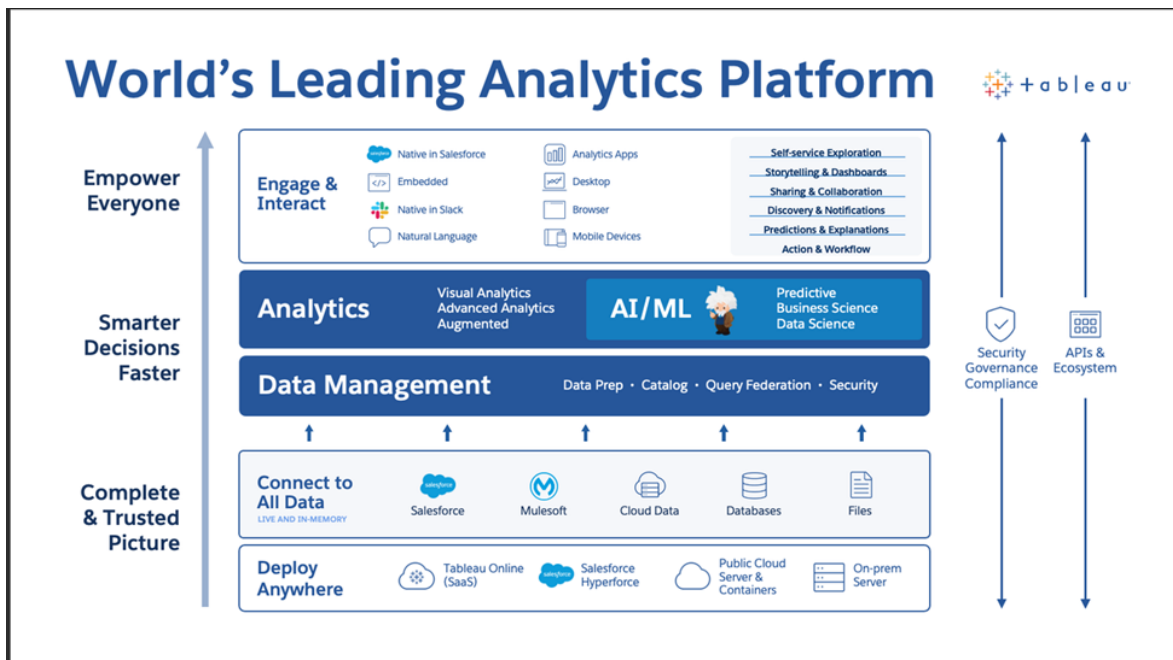 World's Leading Analytics Platform
+ a b l e a u
Empower
Everyone
Engage &
Interact
salesforce
Native in Salesforce
Embedded
Native in Slack
Natural Language
Analytics Apps
Desktop
Browser
Mobile Devices
Self-service Exploration
Storytelling & Dashboards
Sharing & Collaboration
Discovery & Notifications
Predictions & Explanations
Action & Workflow
Smarter
Decisions
Faster
Analytics
Visual Analytics
Advanced Analytics
Augmented
AI/ML
Predictive
Business Science
Data Science
Data Management
Data Prep • Catalog • Query Federation • Security
Security
Governance
Compliance
APIs &
Ecosystem
Complete
& Trusted
Picture
Connect to
All Data
LIVE AND IN-MEMORY
salesforce
Salesforce
Mulesoft
Cloud Data
Databases
Files
Deploy
Anywhere
Tableau Online
(SaaS)
salesforce
Salesforce
Hyperforce
Public Cloud
Server &
Containers
On-prem
Server